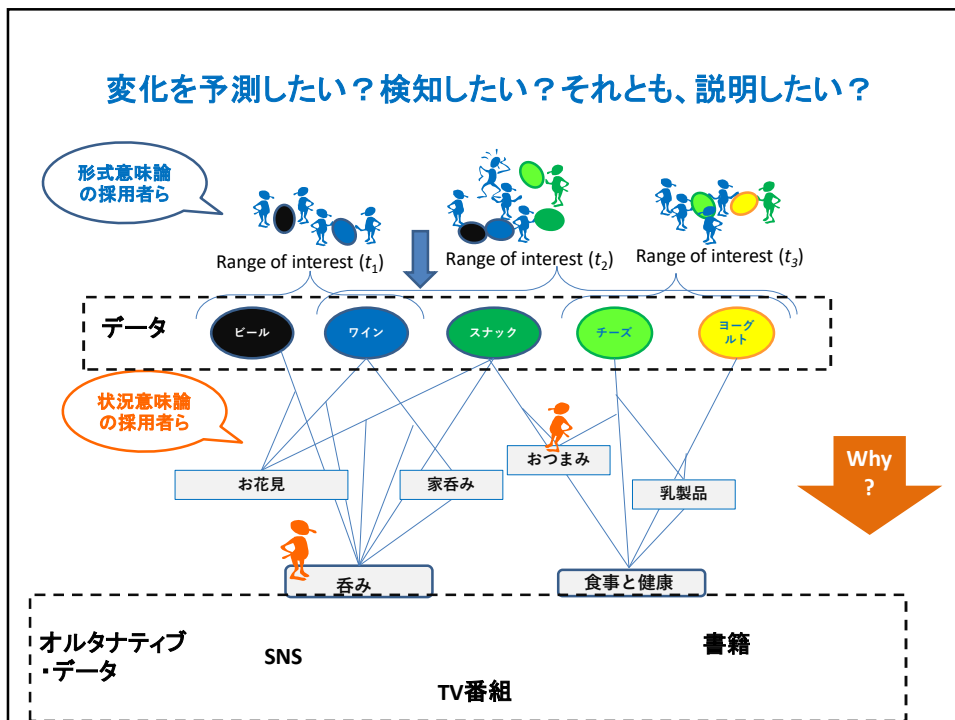 変化を予測したい？検知したい？それとも、説明したい？
形式意味論
の採用者ら
Range of interest (t1)
Range of interest (t2)
Range of interest (t3)
データ
ビール
ワイン
スナック
チーズ
ヨーグ
ルト
状況意味論
の採用者ら
おつまみ
お花見
家呑み
乳製品
Why
?
呑み
食事と健康
オルタナティブ
・データ
SNS
書籍
TV番組